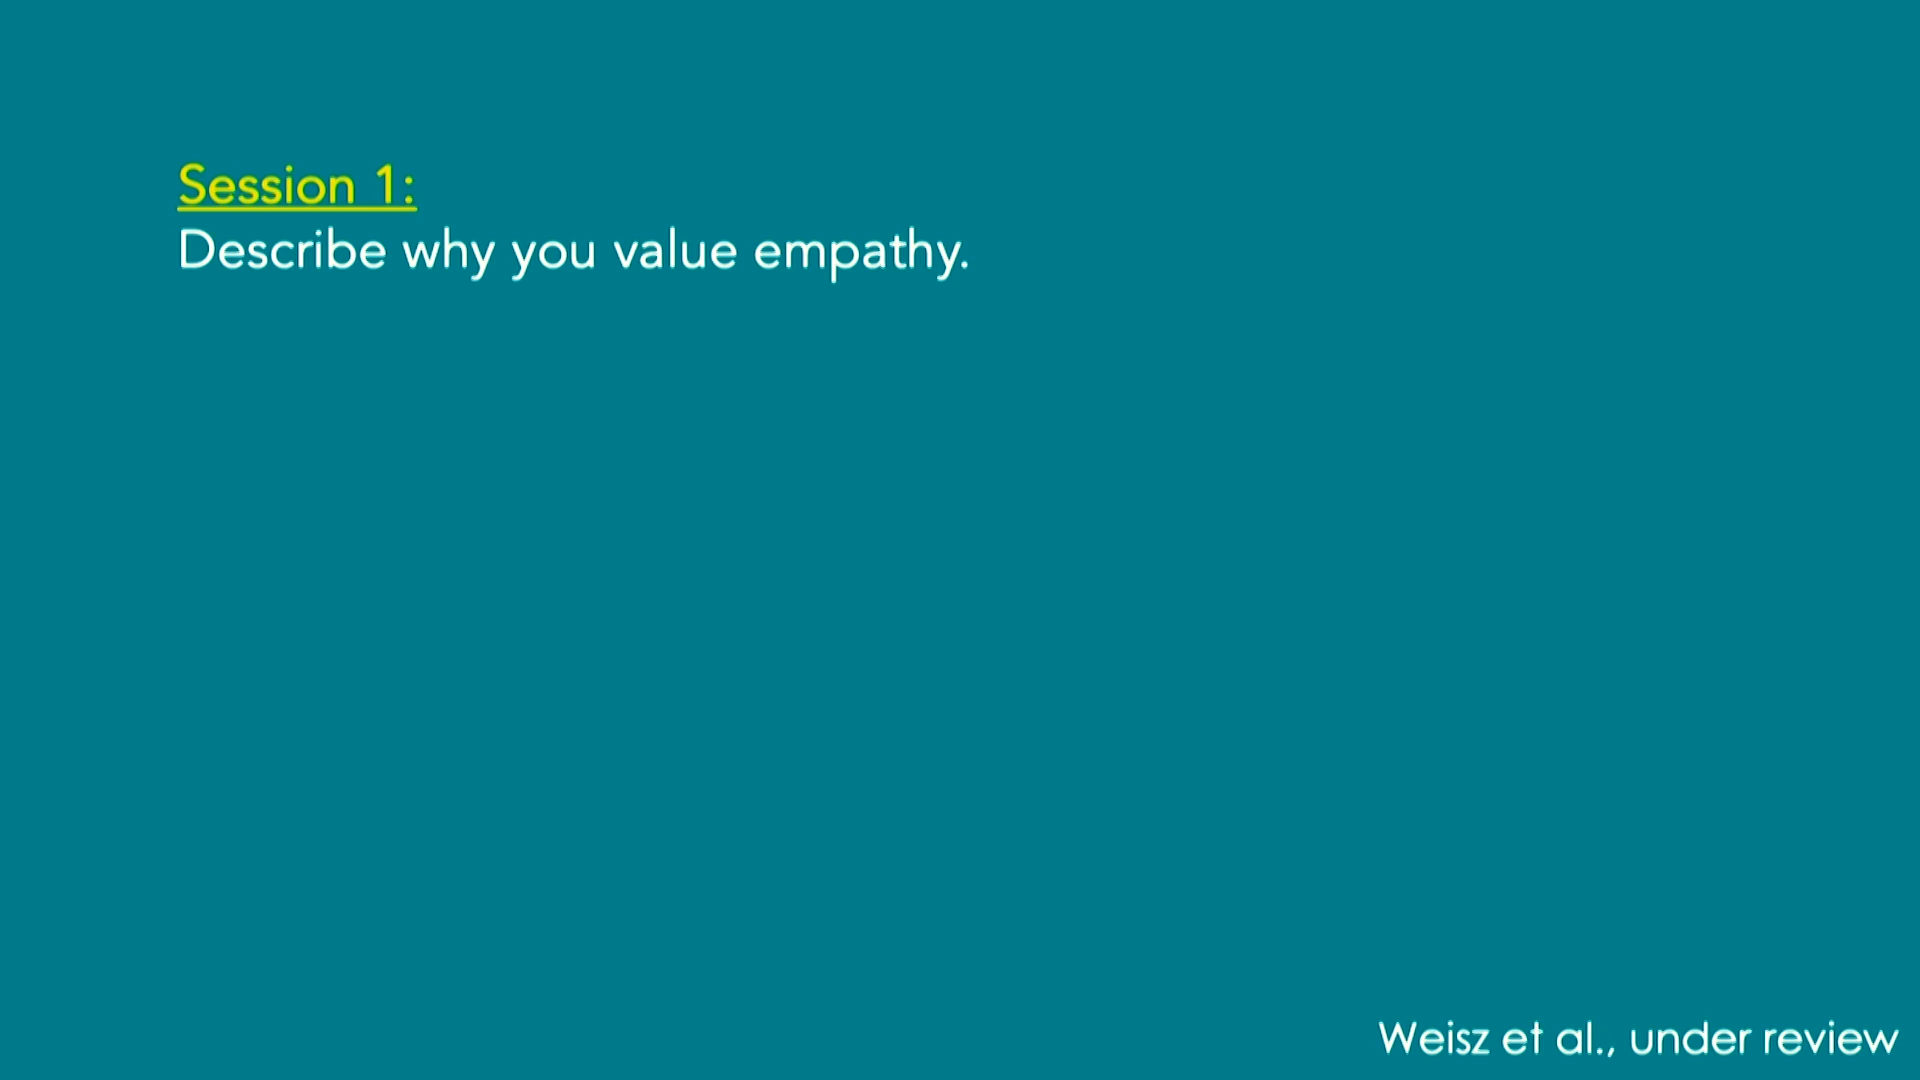 Session 1:
Describe why you value empathy.
Weisz et al., under review